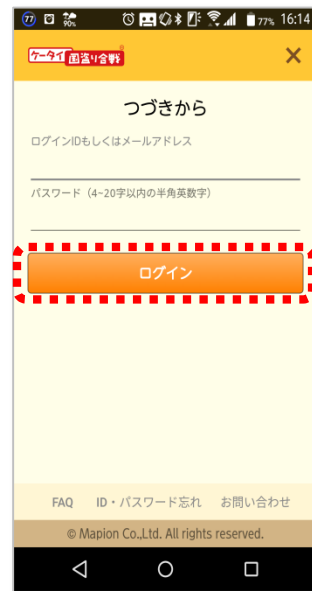 77 90% 77% 16:14
ケータイ国盗り合戦 ×
つづきから
ログインIDもしくはメールアドレス
パスワード（4~20字以内の半角英数字）
ログイン
FAQ ID・パスワード忘れ お問い合わせ
© Mapion Co.,Ltd. All rights reserved.